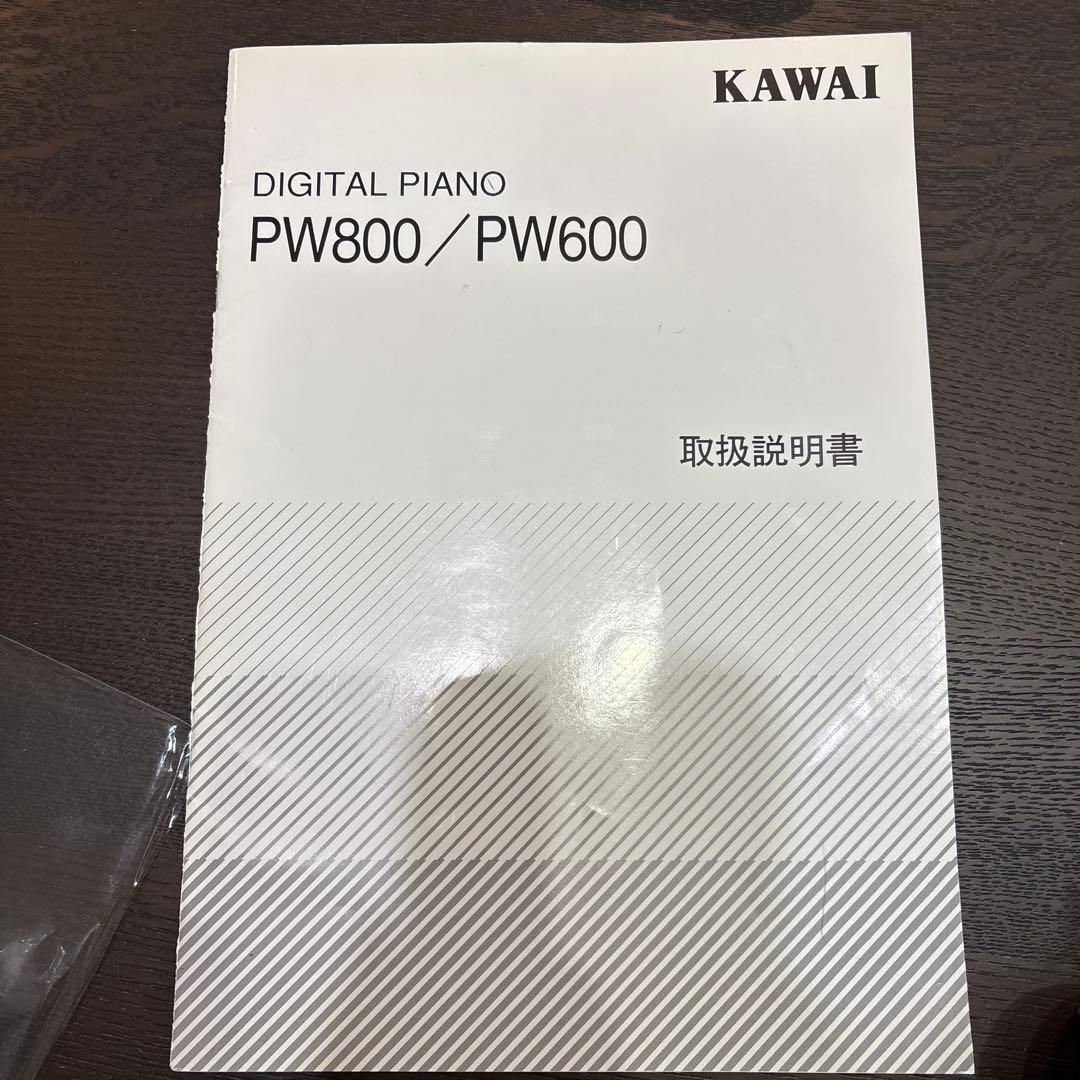 KAWAI
DIGITAL PIANO
PW800／PW600
取扱説明書